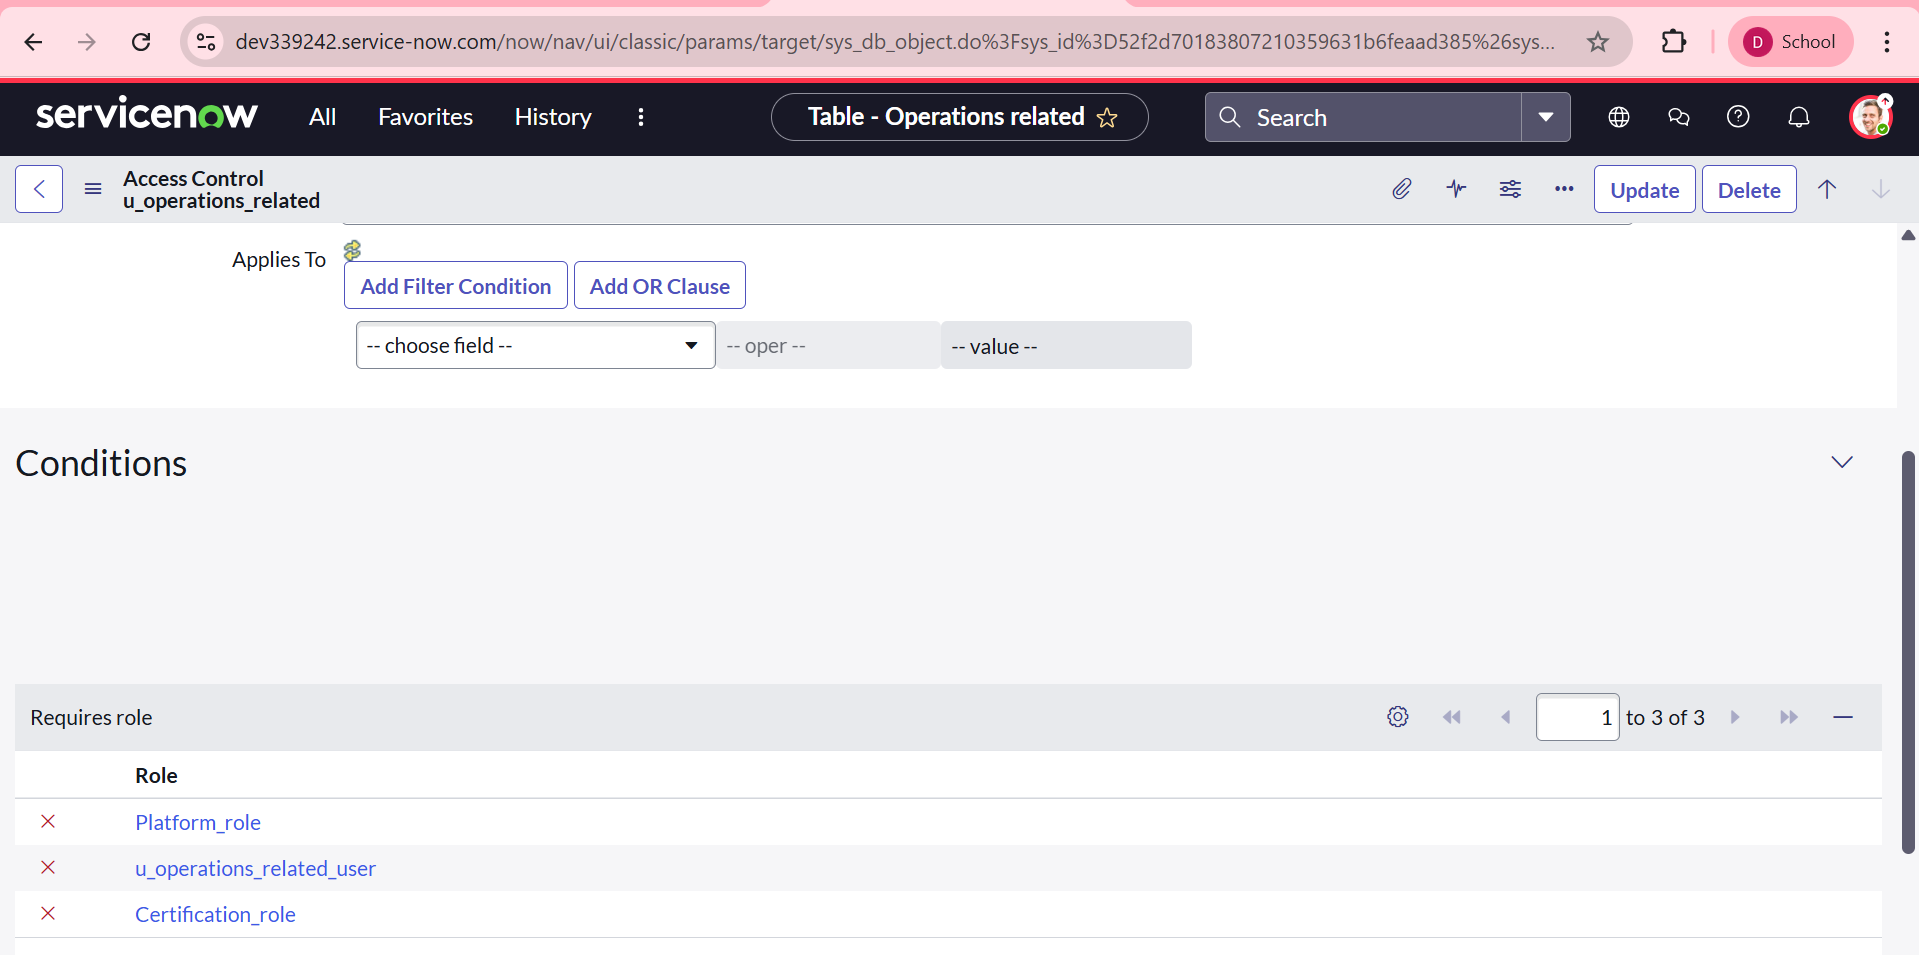 dev339242.service-now.com/now/nav/ui/classic/params/target/sys_db_object.do%3Fsys_id%3D52f2d70183807210359631b6feaad385%26sys...
D School
servicenow All Favorites History Table - Operations related Search
Access Control
u_operations_related
Update Delete
Applies To
Add Filter Condition Add OR Clause
-- choose field -- -- oper -- -- value --
Conditions
Requires role 1 to 3 of 3
Role
Platform_role
u_operations_related_user
Certification_role